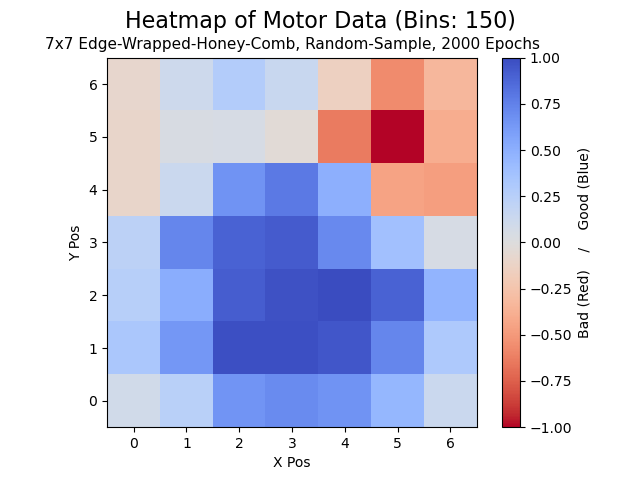 Heatmap of Motor Data (Bins: 150)
7x7 Edge-Wrapped-Honey-Comb, Random-Sample, 2000 Epochs
6
5
4
3
2
1
0
Y Pos
0 1 2 3 4 5 6
X Pos
1.00
0.75
0.50
0.25
0.00
−0.25
−0.50
−0.75
−1.00
Bad (Red) / Good (Blue)